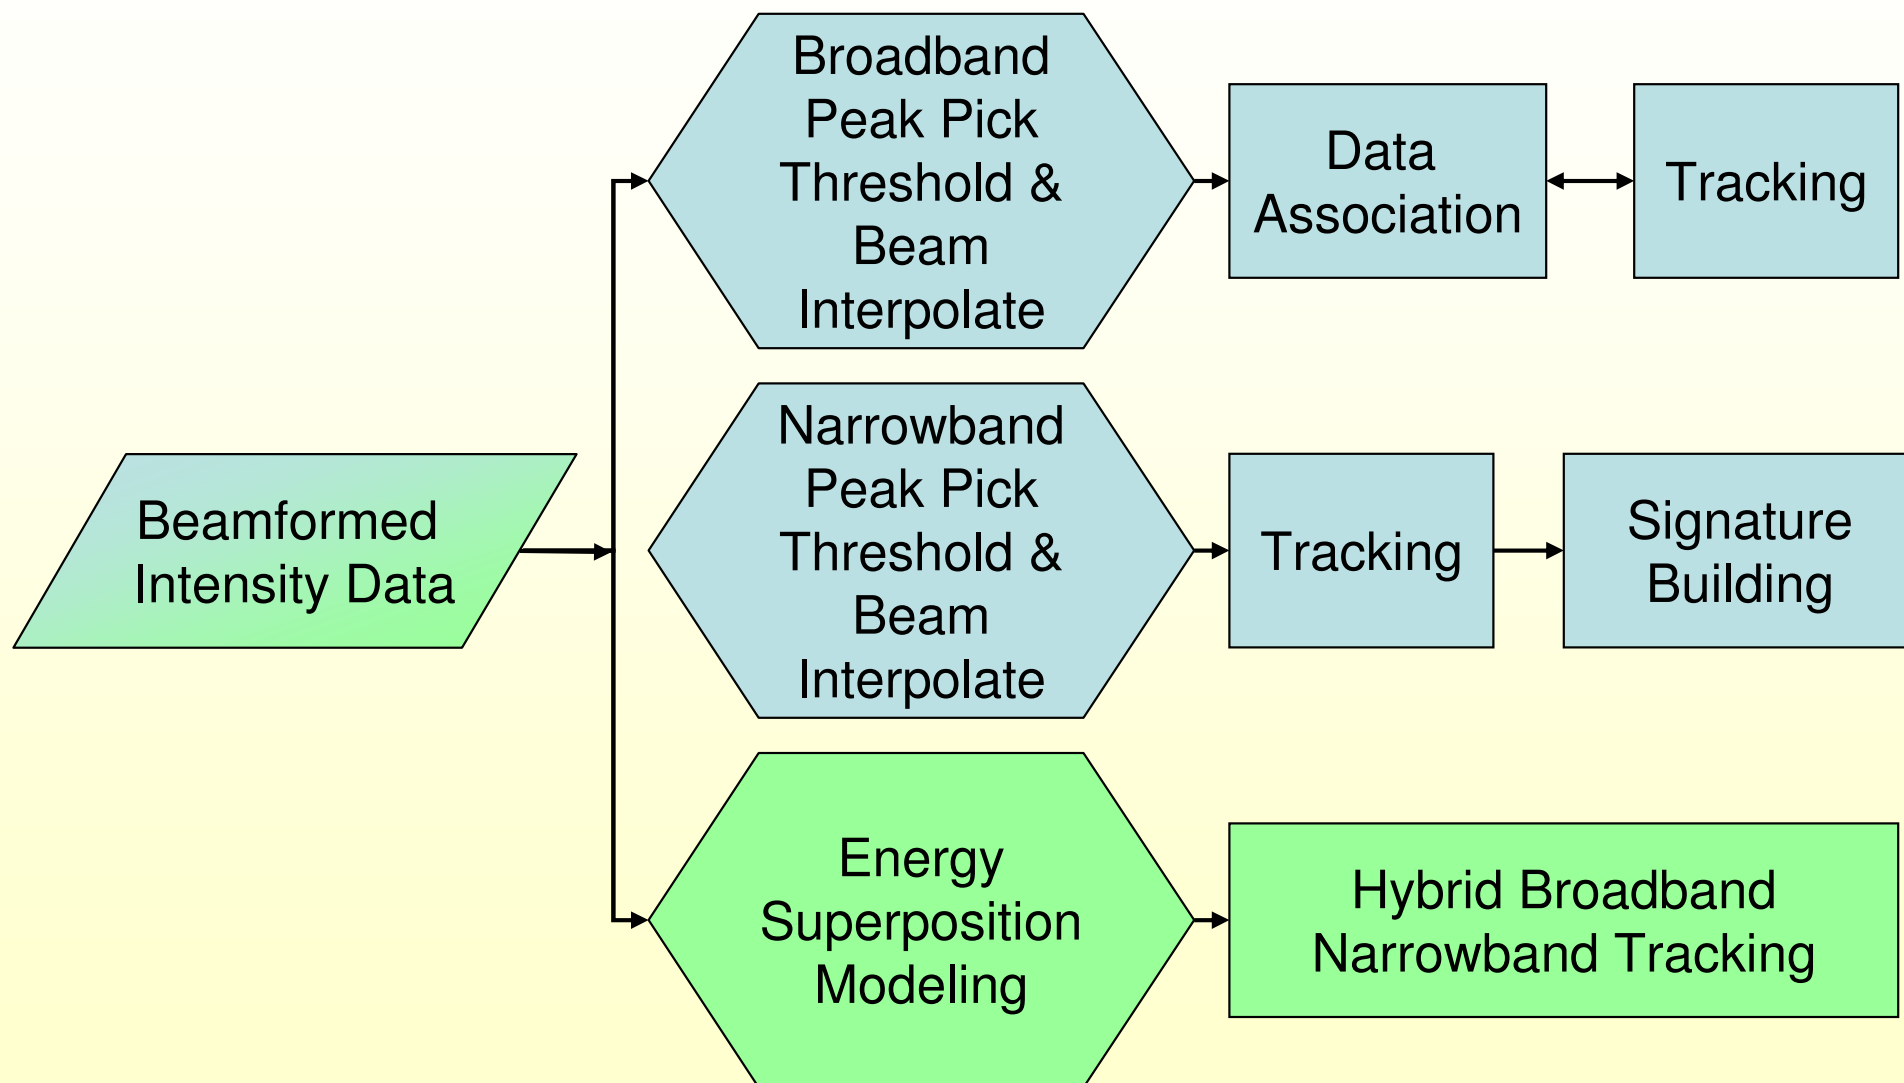 Broadband
Peak Pick
Threshold &
Beam
Interpolate
Data
Association
Tracking
Narrowband
Peak Pick
Threshold &
Beam
Interpolate
Beamformed
Intensity Data
Tracking
Signature
Building
Energy
Superposition
Modeling
Hybrid Broadband
Narrowband Tracking